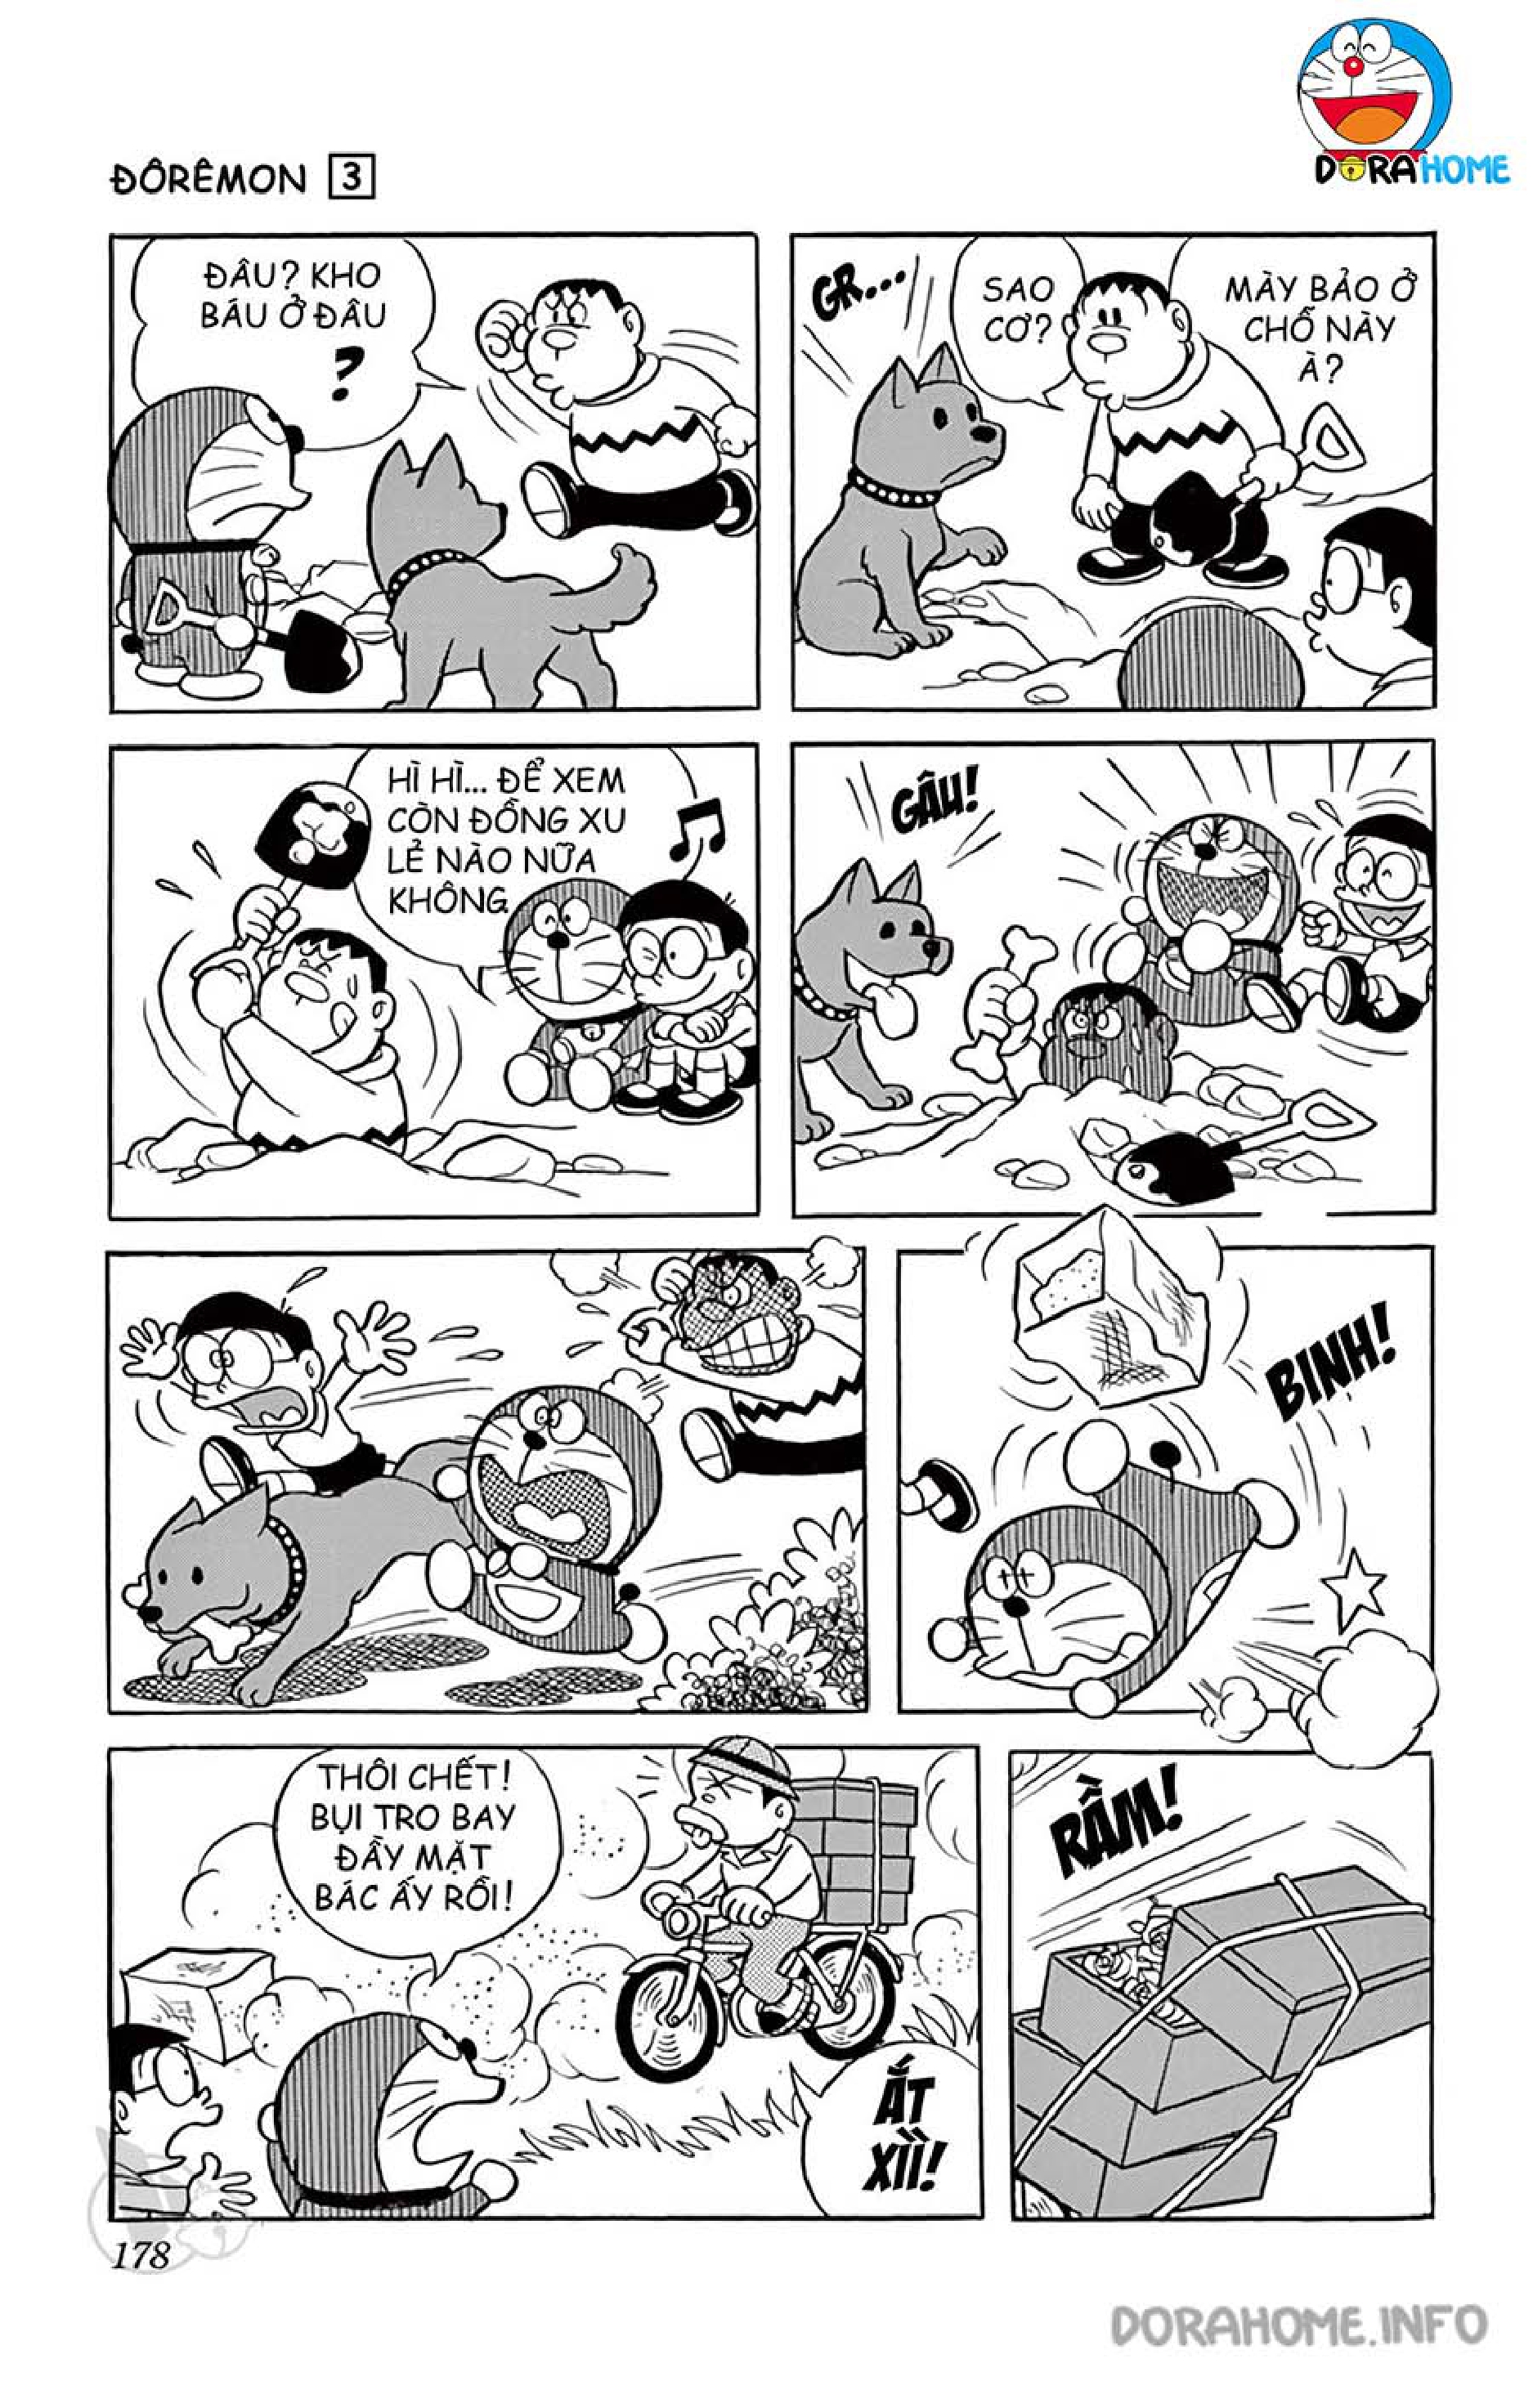 DORAHOME
ĐÔRÊMON 3
ĐÂU? KHO
BÁU Ở ĐÂU
?
GR...
SAO
CƠ?
MÀY BẢO Ở
CHỖ NÀY
À?
HÌ HÌ... ĐỂ XEM
CÒN ĐỒNG XU
LẺ NÀO NỮA
KHÔNG
GÂU!
BỊNH!
THÔI CHẾT!
BỤI TRO BAY
ĐẦY MẶT
BÁC ẤY RỒI!
ẮT
XÌ!
RẦM!
178
DORAHOME.INFO